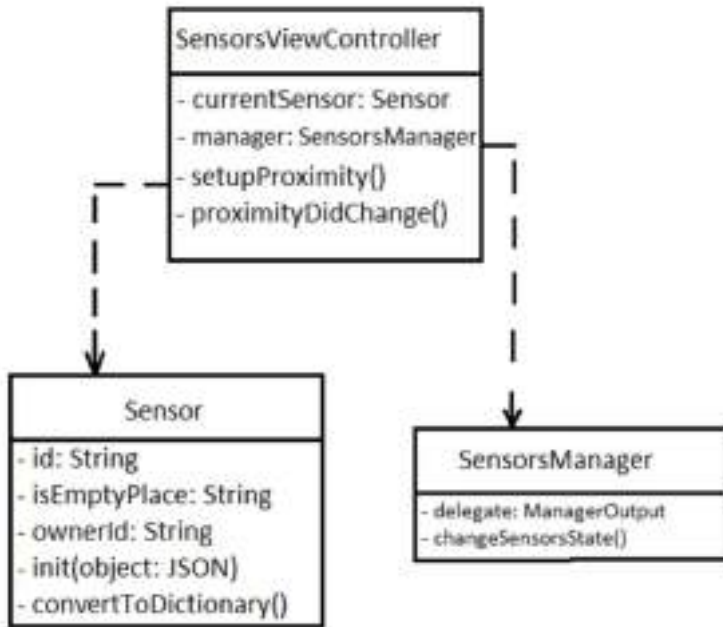 SensorsViewController
- currentSensor: Sensor
- manager: SensorsManager
- setupProximity()
- proximityDidChange()
Sensor
- id: String
- isEmptyPlace: String
- ownerId: String
- init(object: JSON)
- convertToDictionary()
SensorsManager
- delegate: ManagerOutput
- changeSensorsState()